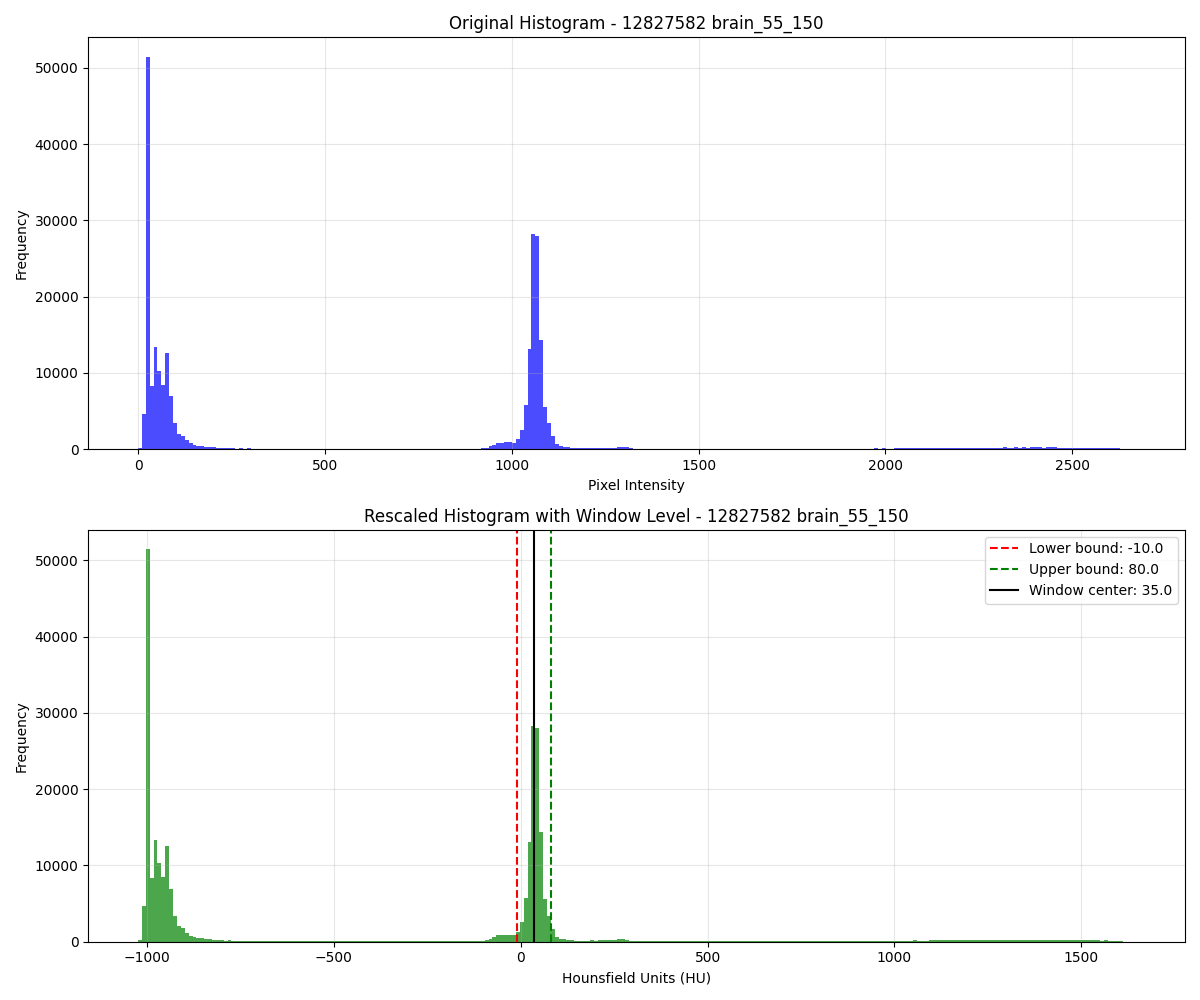 Original Histogram - 12827582 brain_55_150
Frequency
50000
40000
30000
20000
10000
0
0 500 1000 1500 2000 2500
Pixel Intensity
Rescaled Histogram with Window Level - 12827582 brain_55_150
Lower bound: -10.0
Upper bound: 80.0
Window center: 35.0
Frequency
50000
40000
30000
20000
10000
0
−1000 −500 0 500 1000 1500
Hounsfield Units (HU)